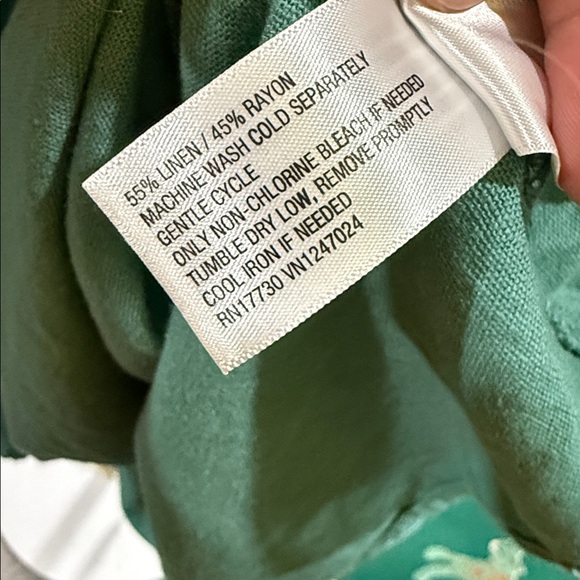 55% LINEN / 45% RAYON
MACHINE WASH COLD SEPARATELY
GENTLE CYCLE
ONLY NON-CHLORINE BLEACH IF NEEDED
TUMBLE DRY LOW, REMOVE PROMPTLY
COOL IRON IF NEEDED
RN17730 VN1247024